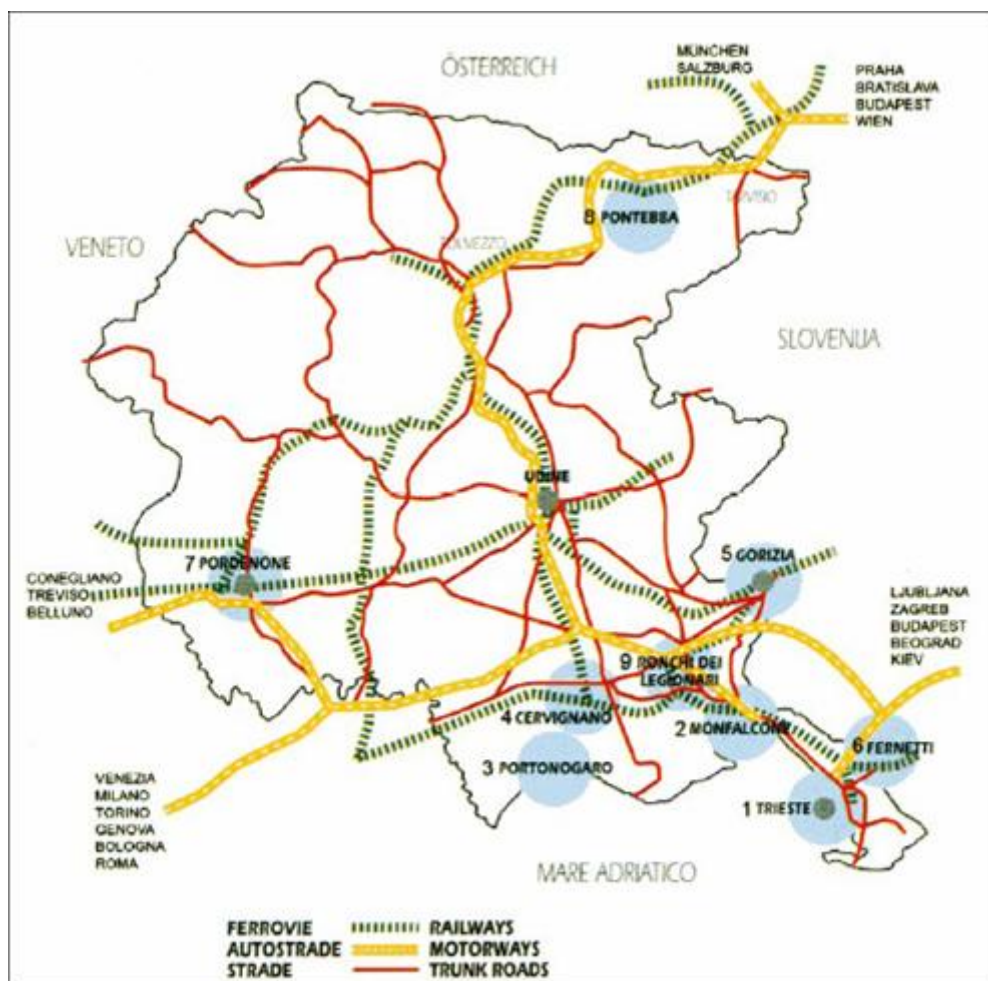 ÖSTERREICH
MÜNCHEN
SALZBURG
PRAHA
BRATISLAVA
BUDAPEST
WIEN
TARVISIO
8 PONTEBBA
VENETO
TOLMEZZO
SLOVENIJA
UDINE
7 PORDENONE
5 GORIZIA
CONEGLIANO
TREVISO
BELLUNO
LJUBLJANA
ZAGREB
BUDAPEST
BEOGRAD
KIEV
9 RONCHI DEI
LEGIONARI
4 CERVIGNANO
2 MONFALCONE
6 FERNETTI
3 PORTONOGARO
1 TRIESTE
VENEZIA
MILANO
TORINO
GENOVA
BOLOGNA
ROMA
MARE ADRIATICO
FERROVIE RAILWAYS
AUTOSTRADE MOTORWAYS
STRADE TRUNK ROADS